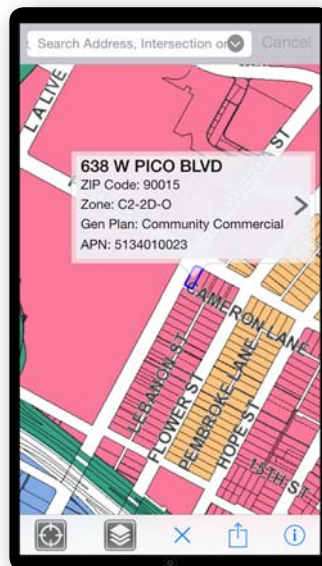 Search Address, Intersection or
Cancel
L A LIVE
638 W PICO BLVD
ZIP Code: 90015
Zone: C2-2D-O
Gen Plan: Community Commercial
APN: 5134010023
CAMERON LANE
LEBANON ST
FLOWER ST
PEMBROKE LANE
HOPE ST
15TH ST